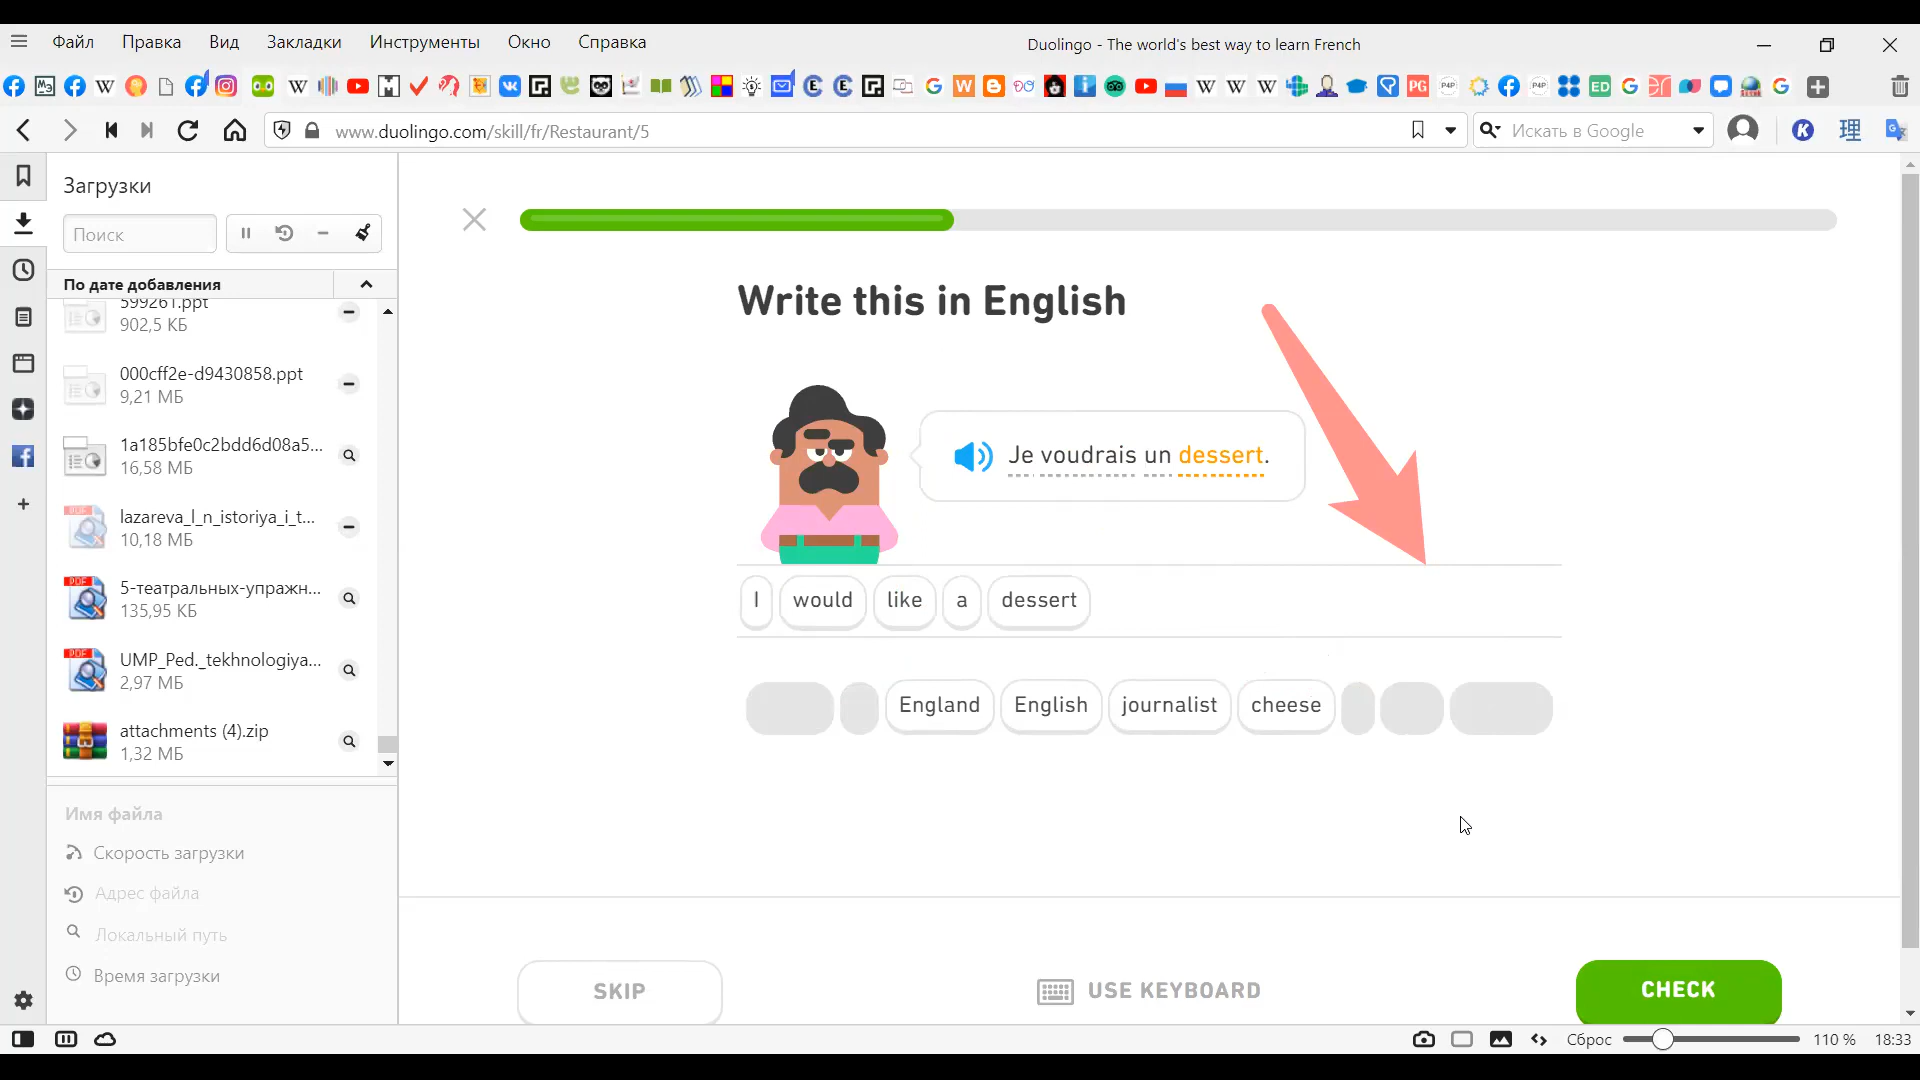 Файл Правка Вид Закладки Инструменты Окно Справка
Duolingo - The world's best way to learn French
www.duolingo.com/skill/fr/Restaurant/5
Искать в Google
Загрузки
Поиск
По дате добавления
599261.ppt
902,5 КБ
000cff2e-d9430858.ppt
9,21 МБ
1a185bfe0c2bdd6d08a5...
16,58 МБ
lazareva_l_n_istoriya_i_t...
10,18 МБ
5-театральных-упражн...
135,95 КБ
UMP_Ped._tekhnologiya...
2,97 МБ
attachments (4).zip
1,32 МБ
Имя файла
Скорость загрузки
Адрес файла
Локальный путь
Время загрузки
Write this in English
Je voudrais un dessert.
I would like a dessert
England English journalist cheese
SKIP
USE KEYBOARD
CHECK
Сброс
110 %
18:33